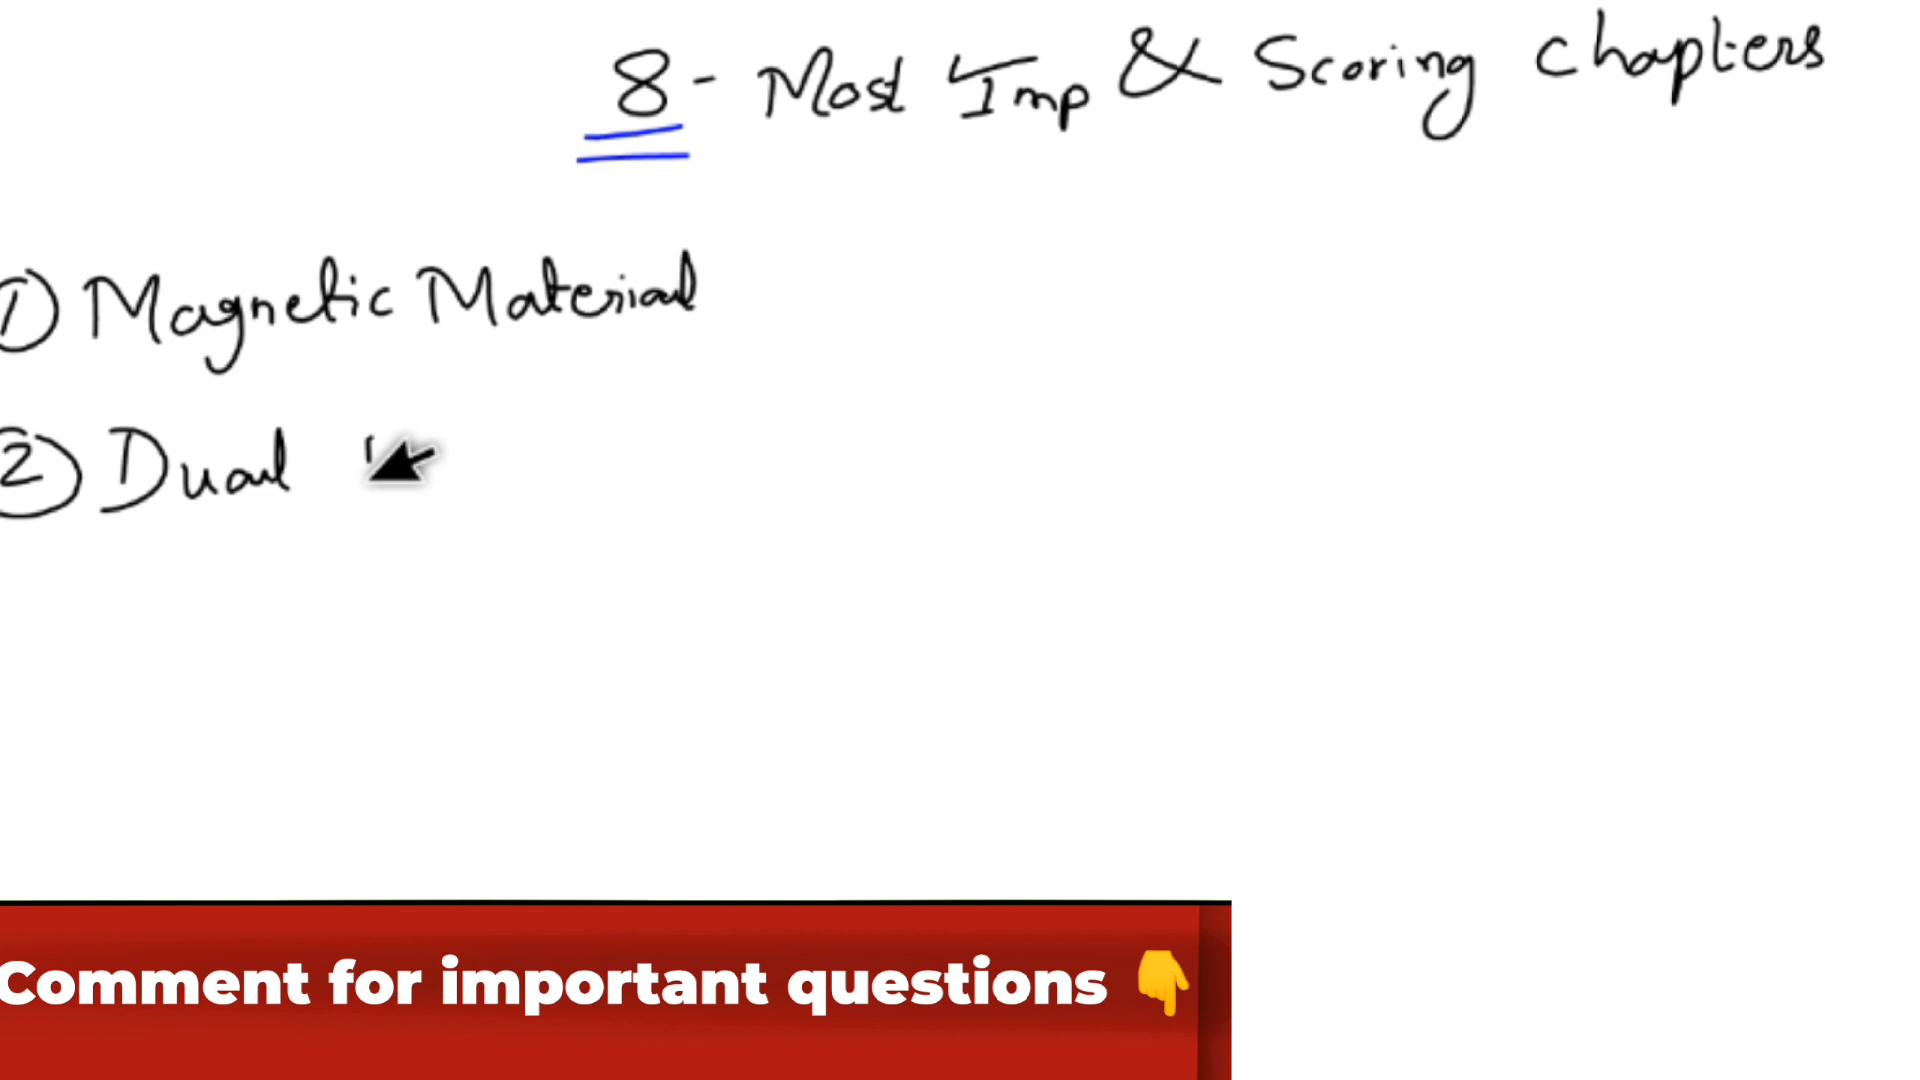 8 - Most Imp & Scoring chapters
1) Magnetic Material
2) Dual
Comment for important questions 👇